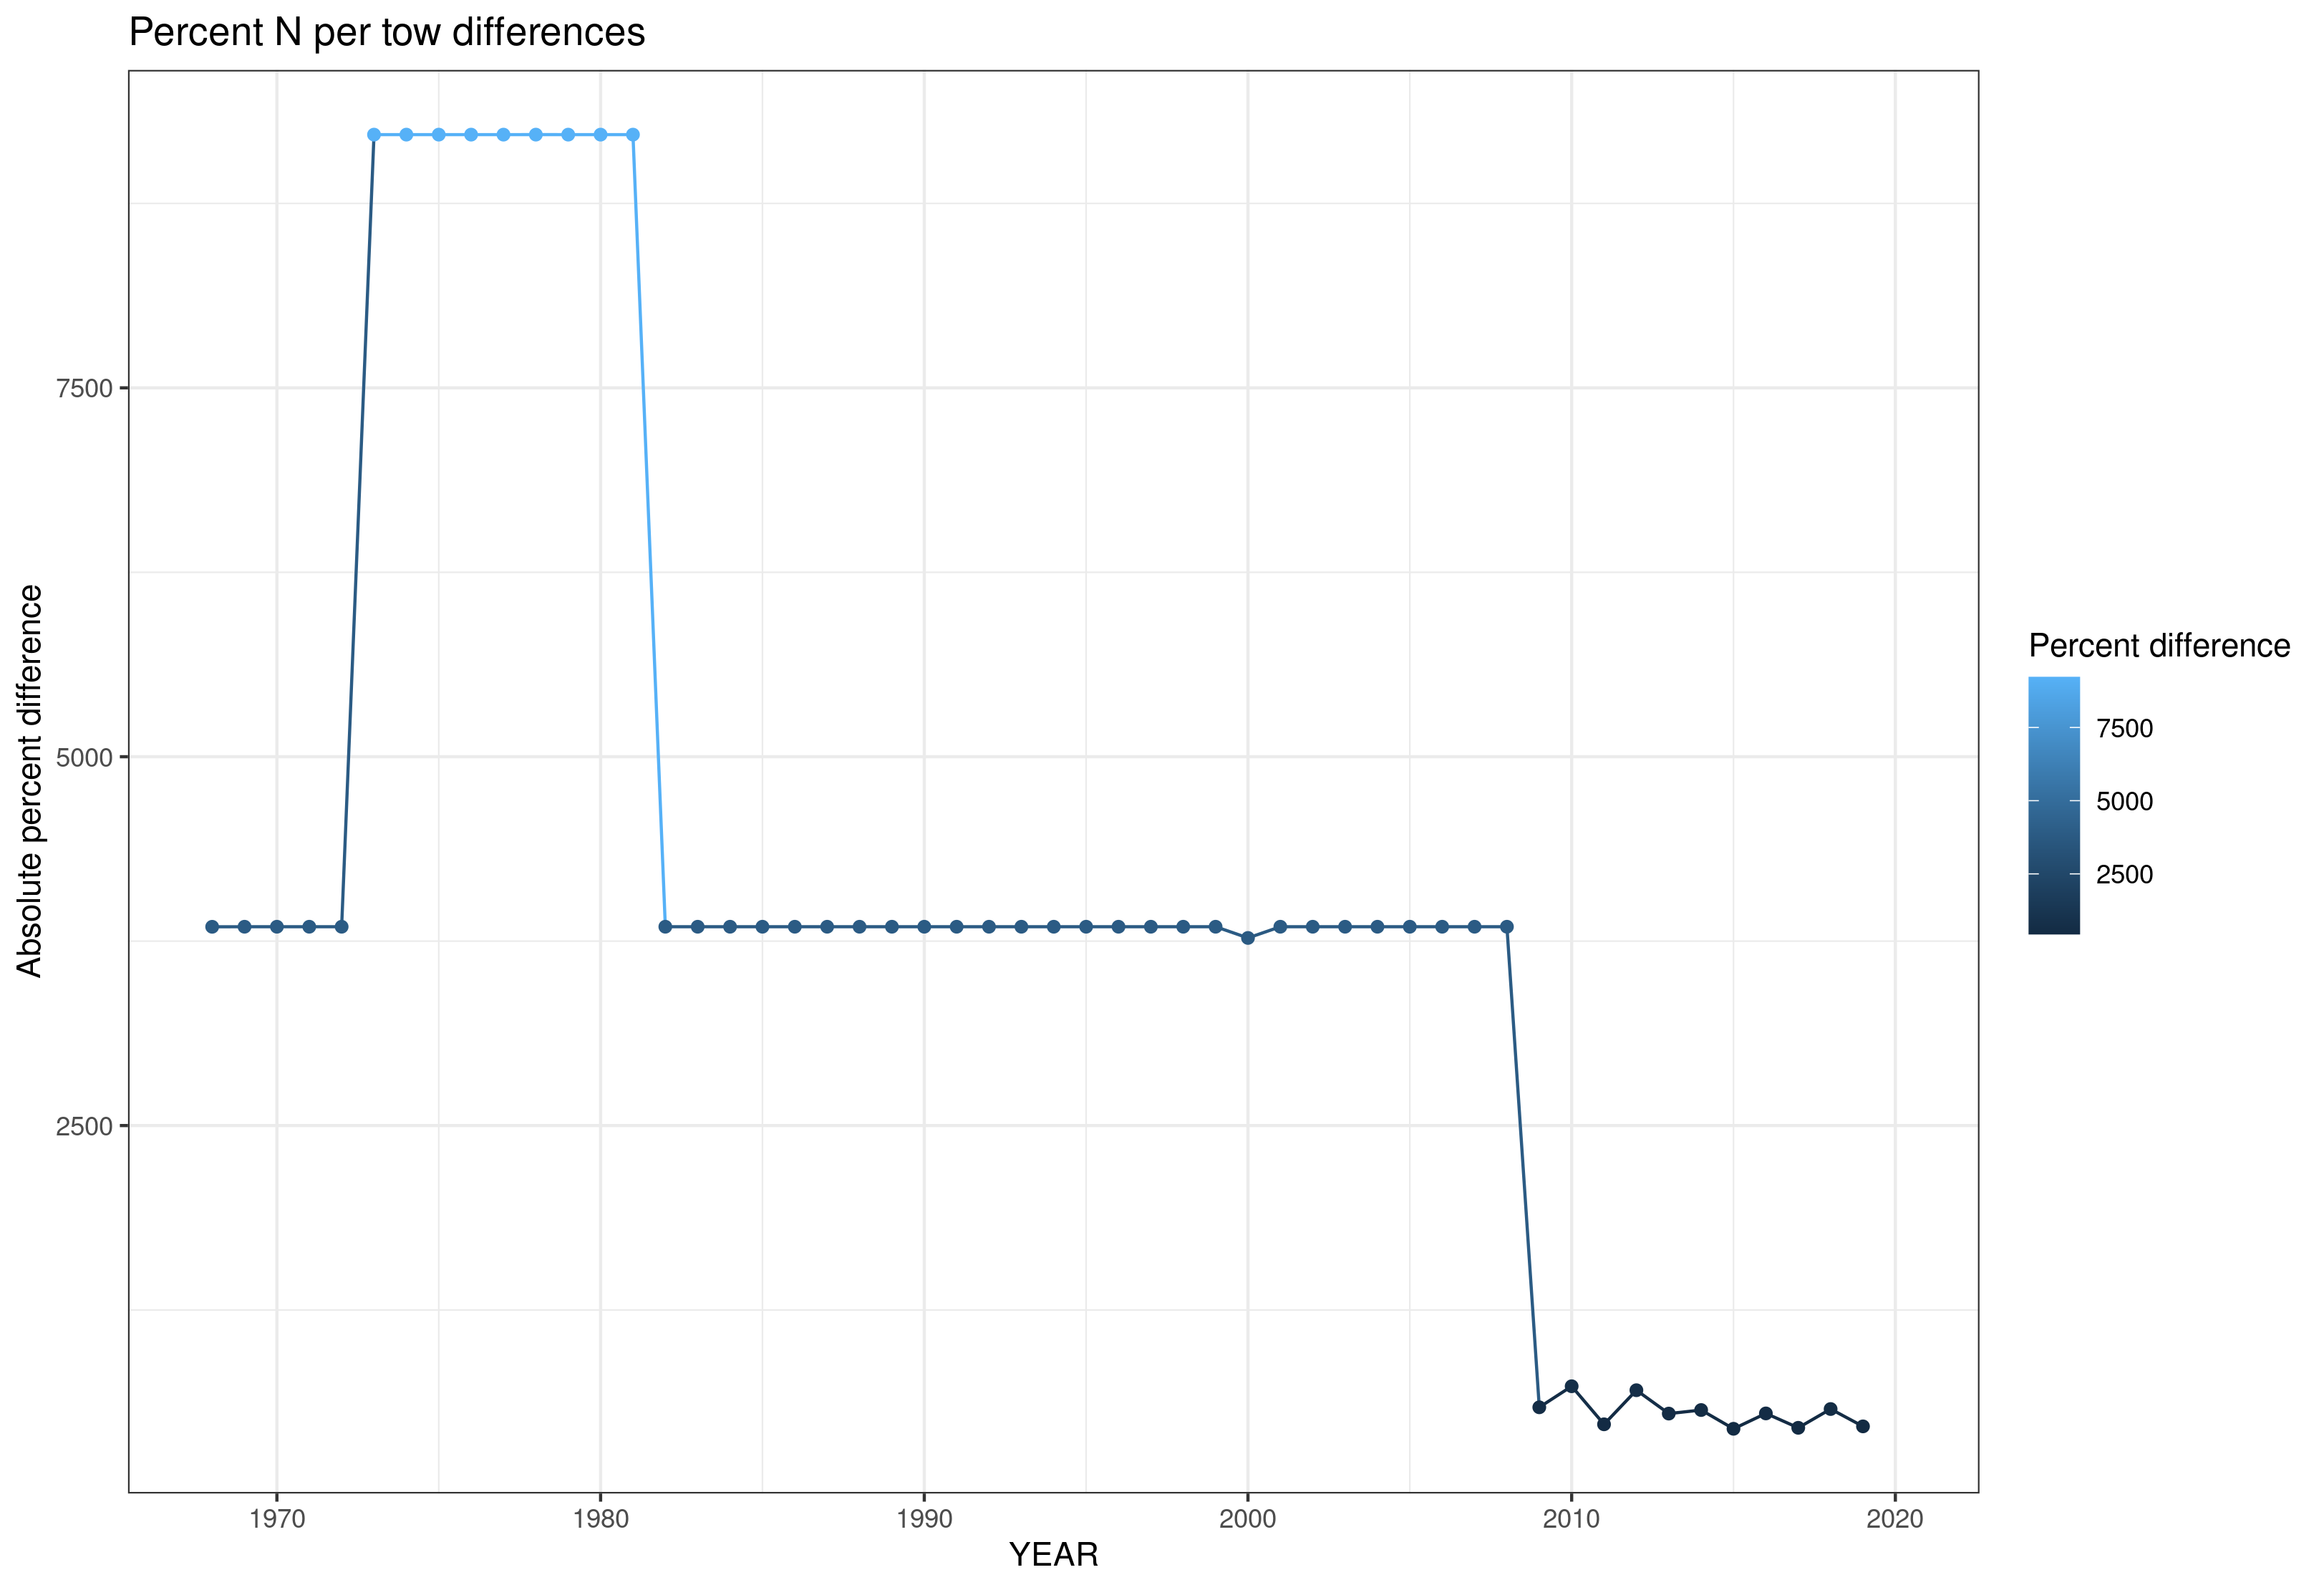 Percent N per tow differences
Absolute percent difference
7500
5000
2500
1970 1980 1990 2000 2010 2020
YEAR
Percent difference
7500
5000
2500